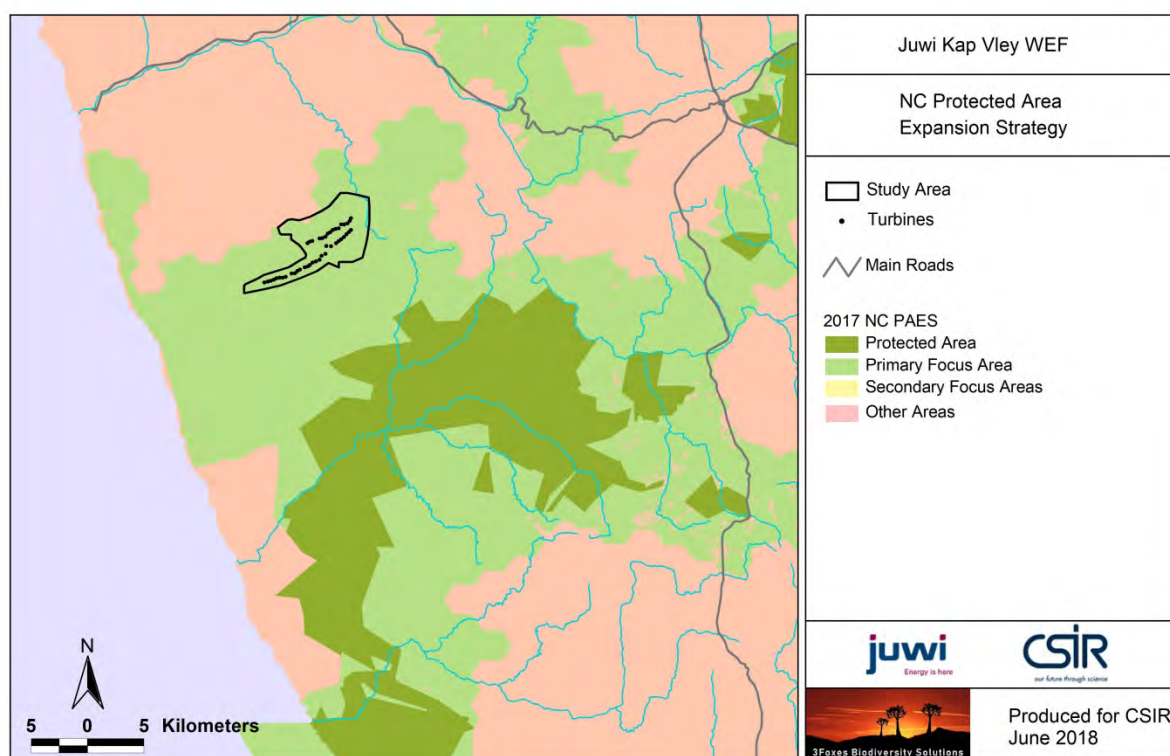 Juwi Kap Vley WEF
NC Protected Area
Expansion Strategy
Study Area
Turbines
Main Roads
2017 NC PAES
Protected Area
Primary Focus Area
Secondary Focus Areas
Other Areas
N
5 0 5 Kilometers
juwi
Energy is here
CSIR
our future through science
3Foxes Biodiversity Solutions
Produced for CSIR
June 2018